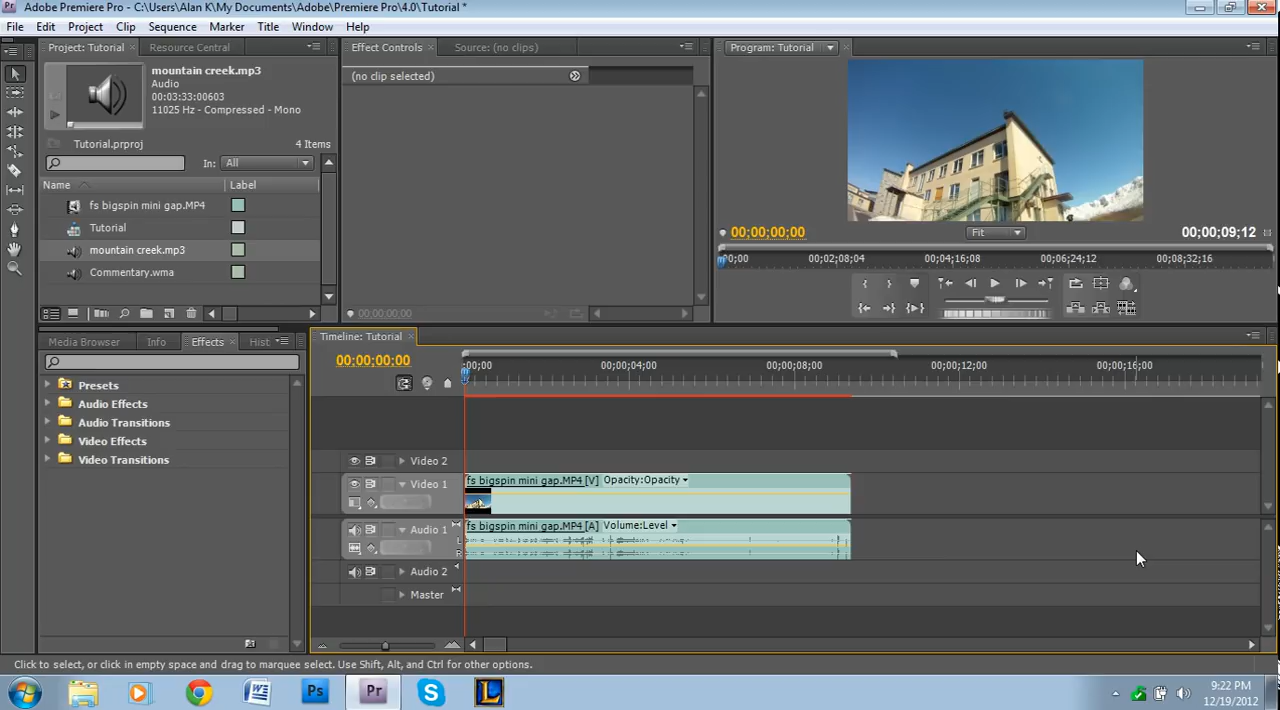 Adobe Premiere Pro - C:\Users\Alan K\My Documents\Adobe\Premiere Pro\4.0\Tutorial *
File Edit Project Clip Sequence Marker Title Window Help
Project: Tutorial Resource Central
mountain creek.mp3
Audio
00:03:33:00603
11025 Hz - Compressed - Mono
Tutorial.prproj 4 Items
In: All
Name Label
fs bigspin mini gap.MP4
Tutorial
mountain creek.mp3
Commentary.wma
Effect Controls Source: (no clips)
(no clip selected)
00;00;00;00
Program: Tutorial
00;00;00;00 Fit 00;00;09;12
;00;00 00;02;08;04 00;04;16;08 00;06;24;12 00;08;32;16
Media Browser Info Effects Hist
Presets
Audio Effects
Audio Transitions
Video Effects
Video Transitions
Timeline: Tutorial
00;00;00;00
;00;00 00;00;04;00 00;00;08;00 00;00;12;00 00;00;16;00
Video 2
Video 1 fs bigspin mini gap.MP4 [V] Opacity:Opacity
Audio 1 fs bigspin mini gap.MP4 [A] Volume:Level
L
R
Audio 2
Master
Click to select, or click in empty space and drag to marquee select. Use Shift, Alt, and Ctrl for other options.
W Ps Pr S L
9:22 PM
12/19/2012